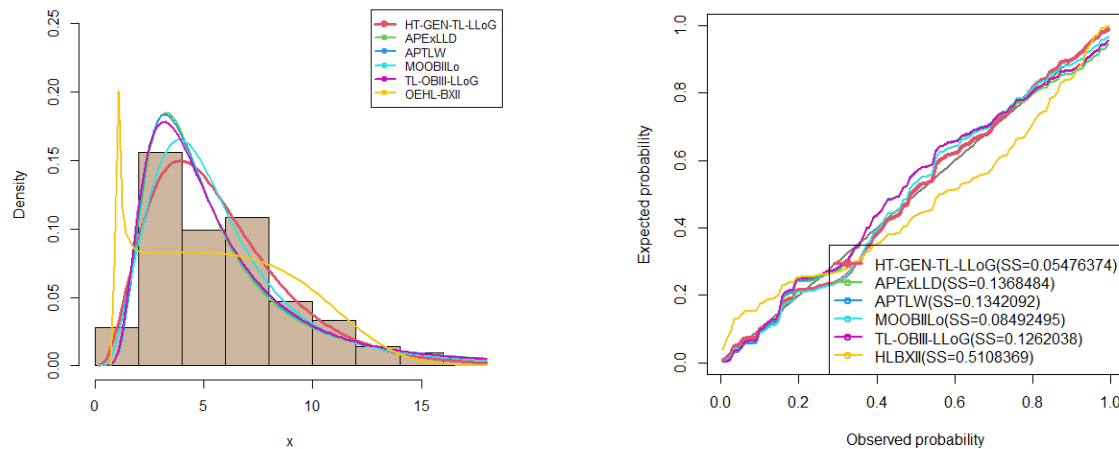 0.25
0.20
0.15
0.10
0.05
0.00
Density
0
5
10
15
x
HT-GEN-TL-LLoG
APExLLD
APTLW
MOOBIILo
TL-OBIII-LLoG
OEHL-BXII
1.0
0.8
0.6
0.4
0.2
0.0
Expected probability
0.0
0.2
0.4
0.6
0.8
1.0
Observed probability
HT-GEN-TL-LLoG(SS=0.05476374)
APExLLD(SS=0.1368484)
APTLW(SS=0.1342092)
MOOBIILo(SS=0.08492495)
TL-OBIII-LLoG(SS=0.1262038)
HLBXII(SS=0.5108369)